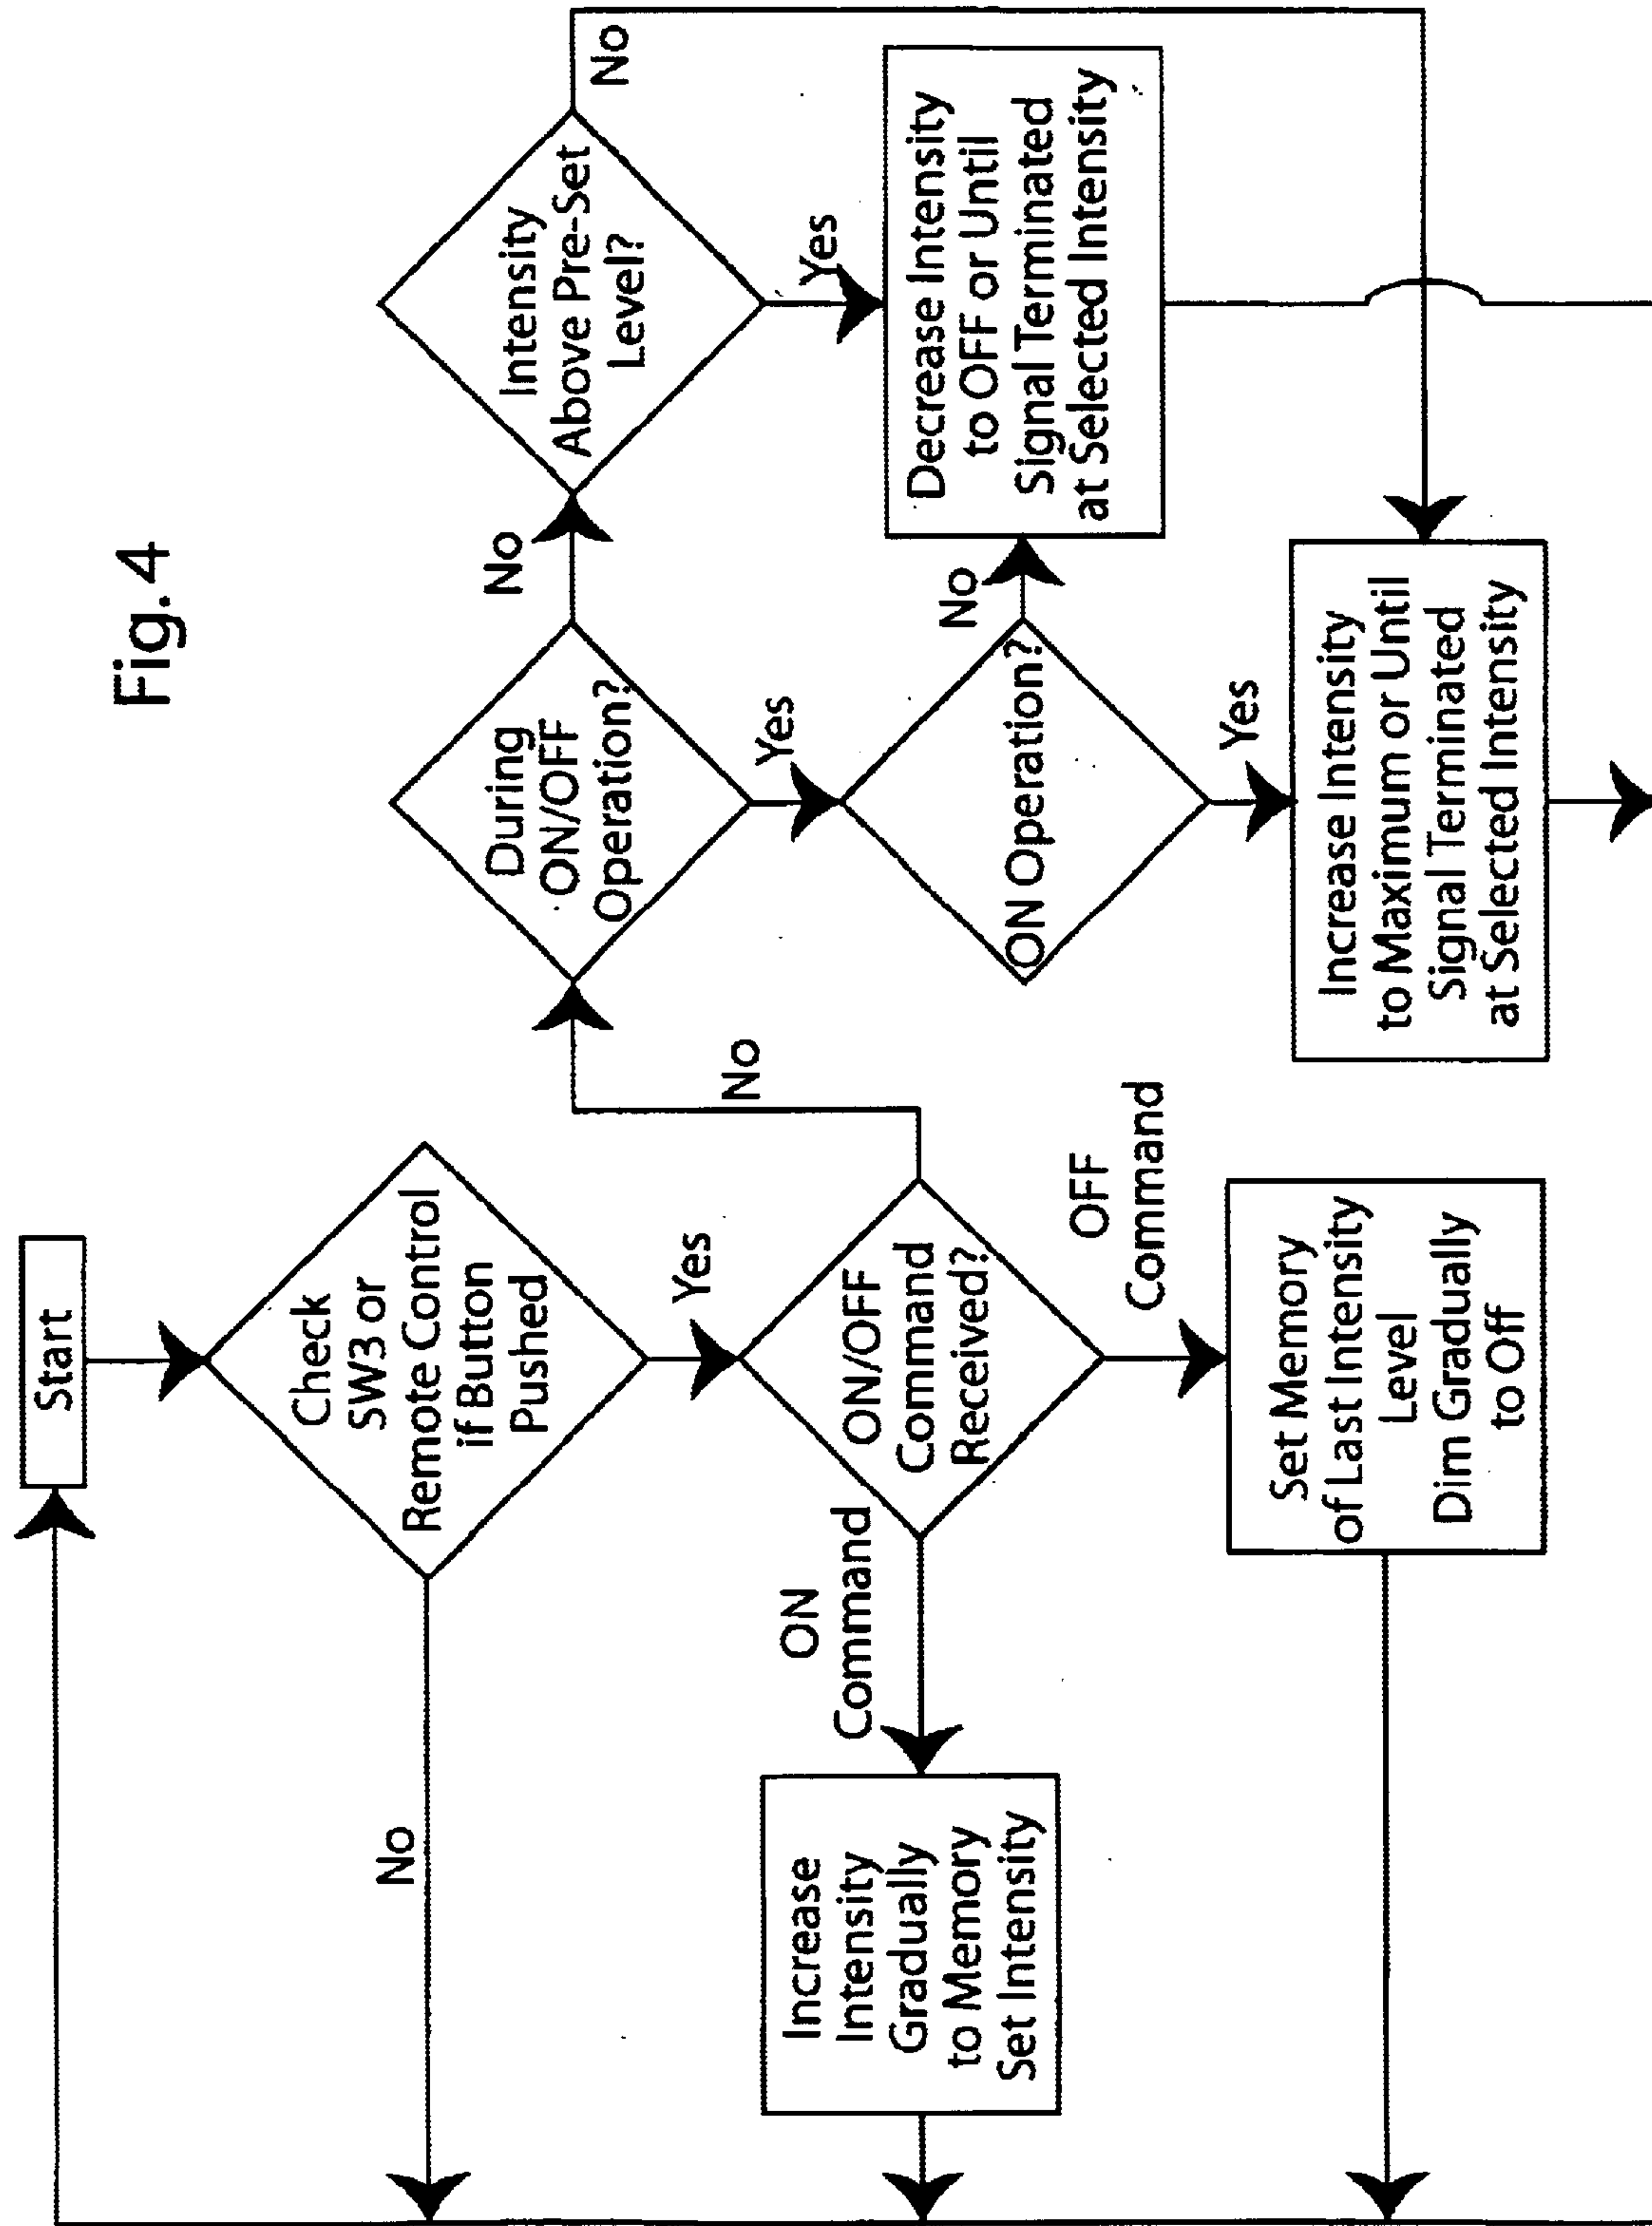 Fig. 4
Start
Check
SW3 or
Remote Control
if Button
Pushed
No
Yes
ON/OFF
Command
Received?
ON
Command
Increase
Intensity
Gradually
to Memory
Set Intensity
OFF
Command
Set Memory
of Last Intensity
Level
Dim Gradually
to Off
No
During
ON/OFF
Operation?
No
Yes
Intensity
Above Pre-Set
Level?
No
Yes
ON Operation?
No
Yes
Decrease Intensity
to OFF or Until
Signal Terminated
at Selected Intensity
Increase Intensity
to Maximum or Until
Signal Terminated
at Selected Intensity